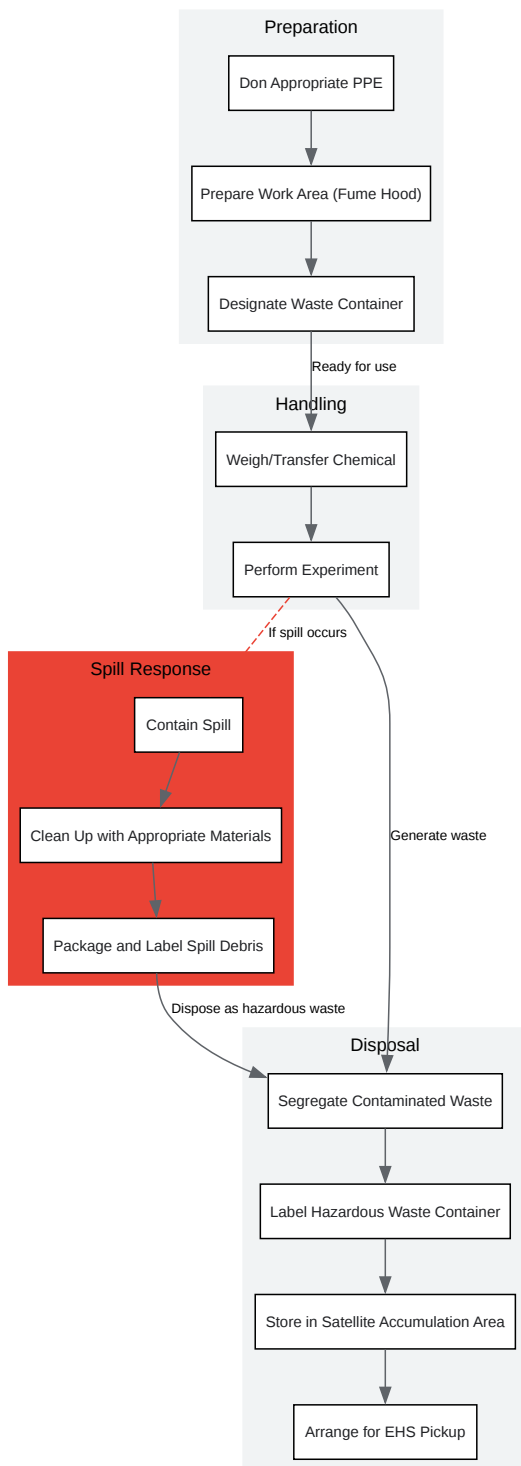 Preparation
Don Appropriate PPE
Prepare Work Area (Fume Hood)
Designate Waste Container
Ready for use
Handling
Weigh/Transfer Chemical
Perform Experiment
If spill occurs
Spill Response
Contain Spill
Clean Up with Appropriate Materials
Generate waste
Package and Label Spill Debris
Dispose as hazardous waste
Disposal
Segregate Contaminated Waste
Label Hazardous Waste Container
Store in Satellite Accumulation Area
Arrange for EHS Pickup